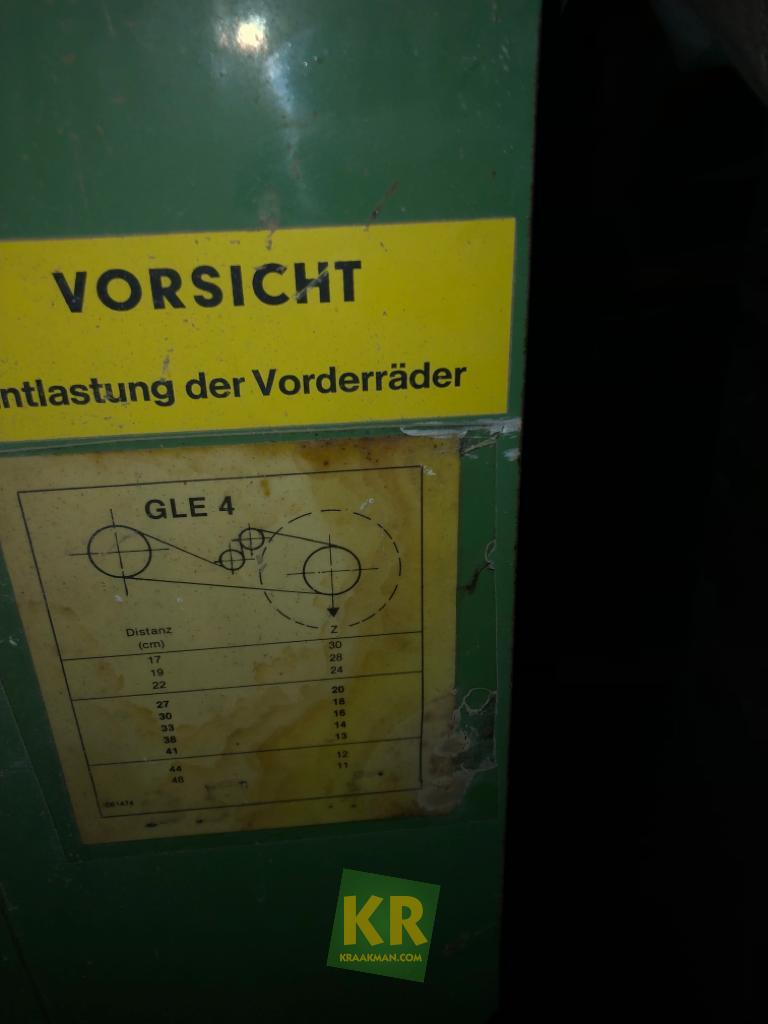 VORSICHT
ntlastung der Vorderräder
GLE 4
Distanz Z
(cm) 30
17 28
19 24
22
27 20
30 18
33 16
38 14
41 13
44 12
48 11
KR
KRAAKMAN.COM